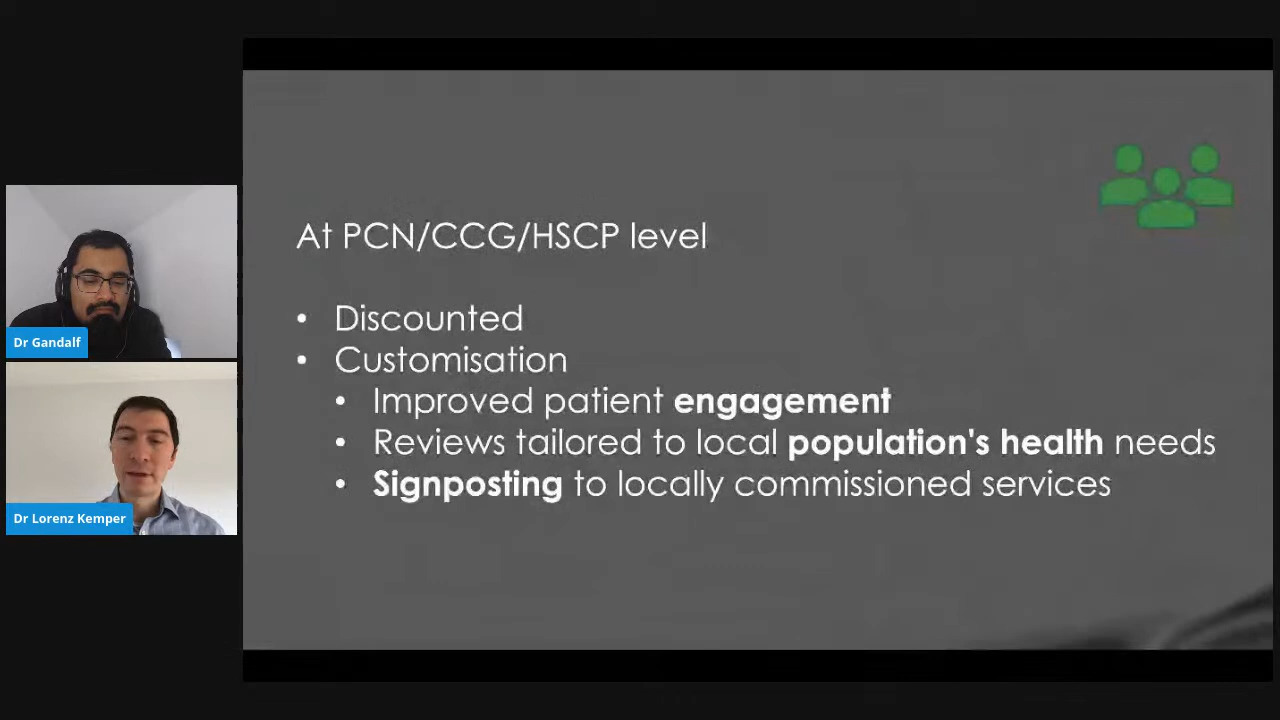 At PCN/CCG/HSCP level
• Discounted
• Customisation
• Improved patient engagement
• Reviews tailored to local population's health needs
• Signposting to locally commissioned services
Dr Gandalf
Dr Lorenz Kemper